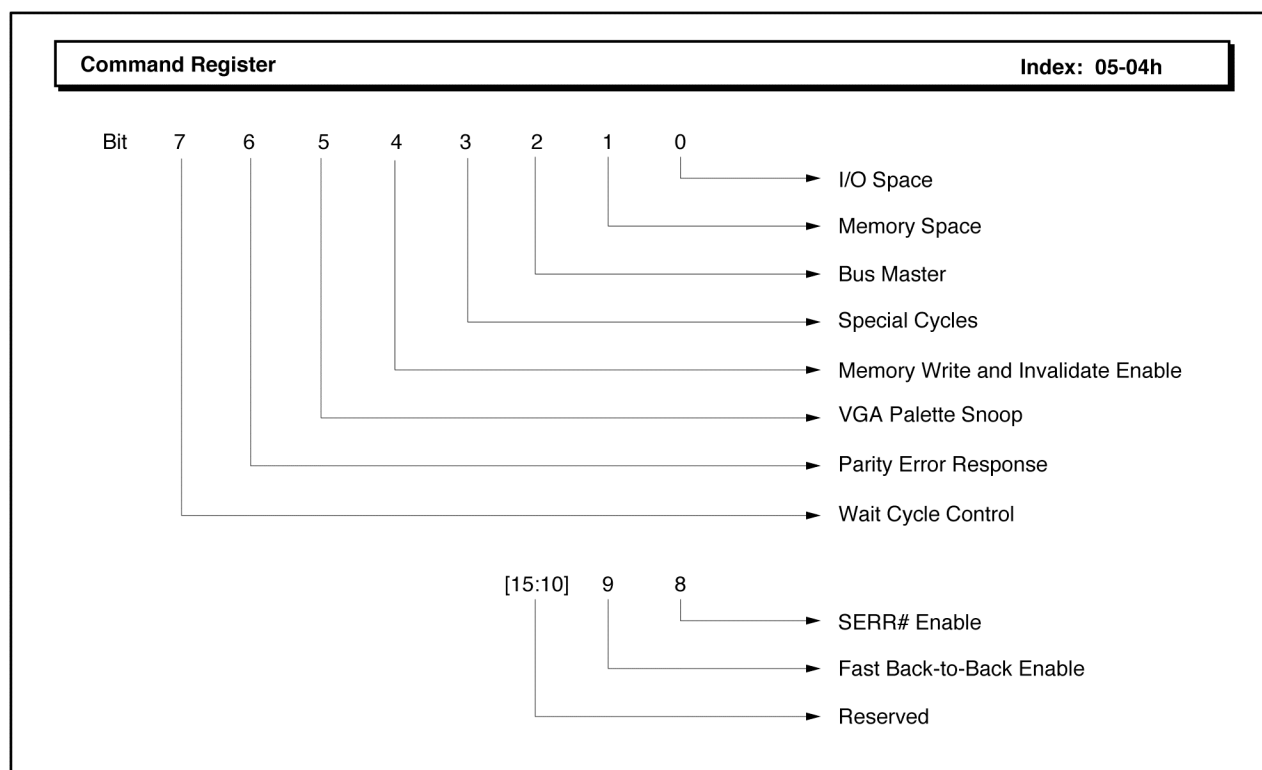 Command Register Index: 05-04h
Bit 7 6 5 4 3 2 1 0
I/O Space
Memory Space
Bus Master
Special Cycles
Memory Write and Invalidate Enable
VGA Palette Snoop
Parity Error Response
Wait Cycle Control
[15:10] 9 8
SERR# Enable
Fast Back-to-Back Enable
Reserved